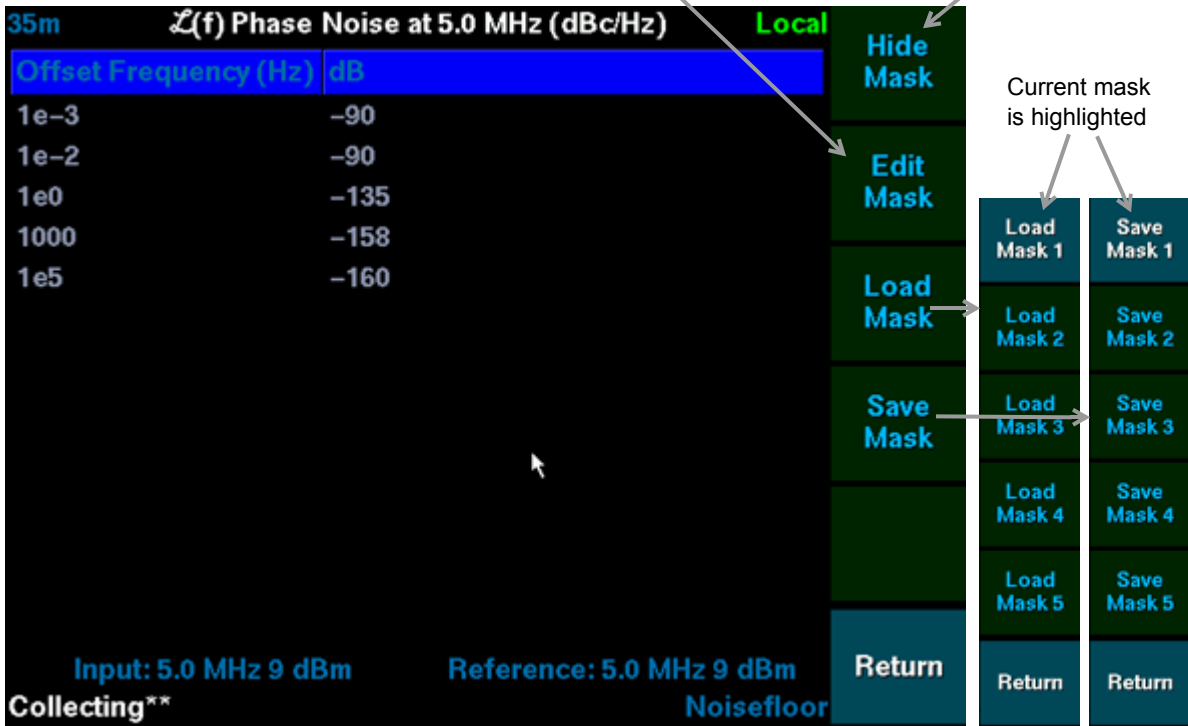 35m ℒ(f) Phase Noise at 5.0 MHz (dBc/Hz) Local
Offset Frequency (Hz) dB
1e–3 –90
1e–2 –90
1e0 –135
1000 –158
1e5 –160
Input: 5.0 MHz 9 dBm Reference: 5.0 MHz 9 dBm
Collecting** Noisefloor
Hide
Mask
Edit
Mask
Load
Mask
Save
Mask
Return
Current mask
is highlighted
Load
Mask 1
Load
Mask 2
Load
Mask 3
Load
Mask 4
Load
Mask 5
Return
Save
Mask 1
Save
Mask 2
Save
Mask 3
Save
Mask 4
Save
Mask 5
Return